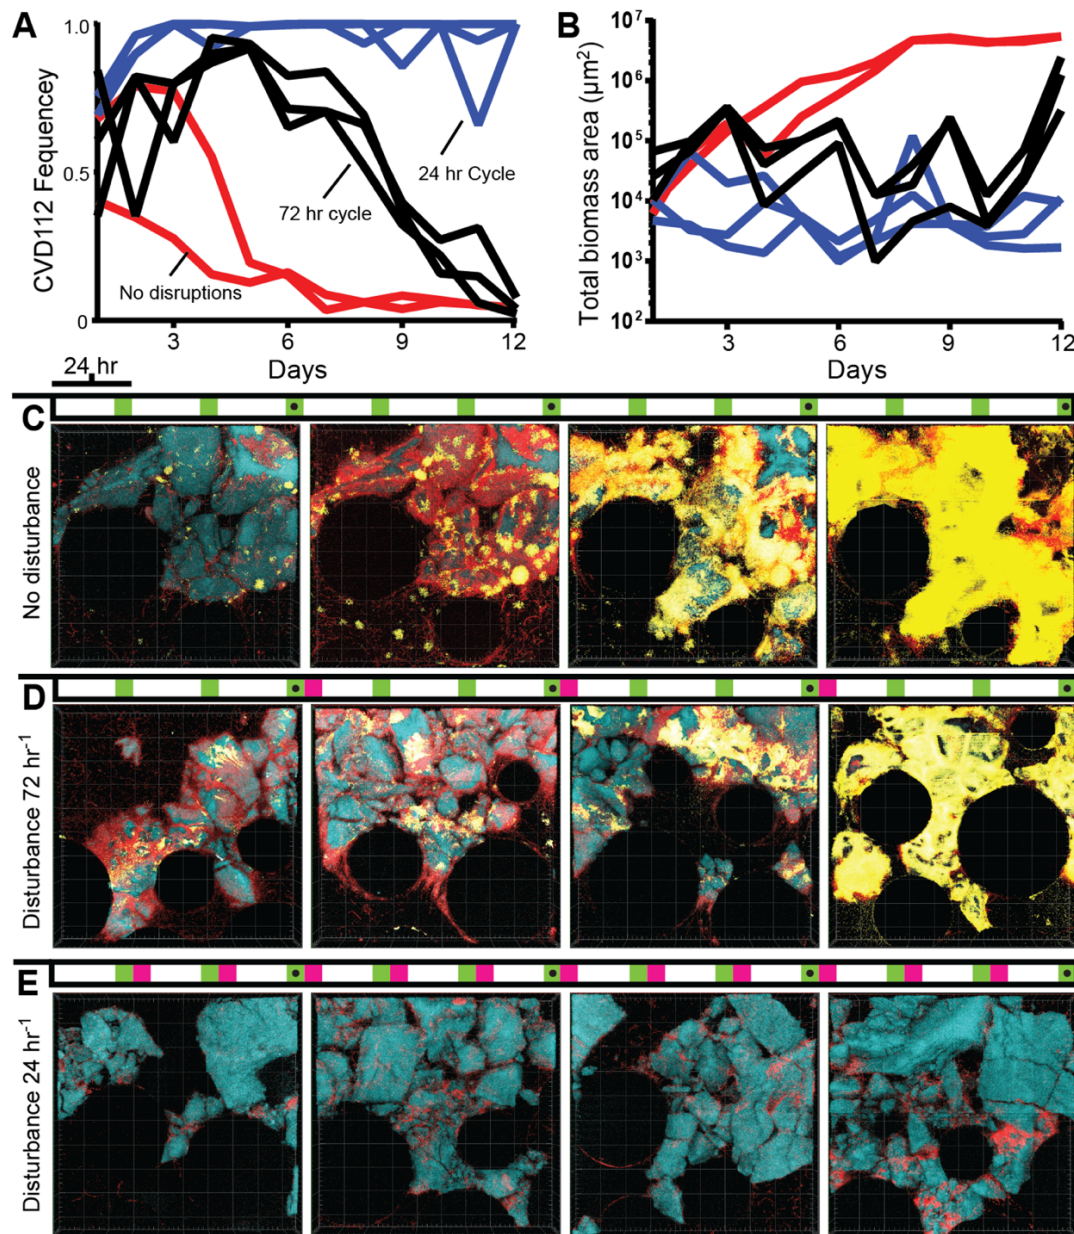 A
CVD112 Fequencey
1.0
0.5
0
24 hr Cycle
72 hr cycle
No disruptions
3
6
9
12
Days
B
Total biomass area (µm²)
10⁷
10⁶
10⁵
10⁴
10³
10²
3
6
9
12
Days
24 hr
C
No disturbance
D
Disturbance 72 hr⁻¹
E
Disturbance 24 hr⁻¹